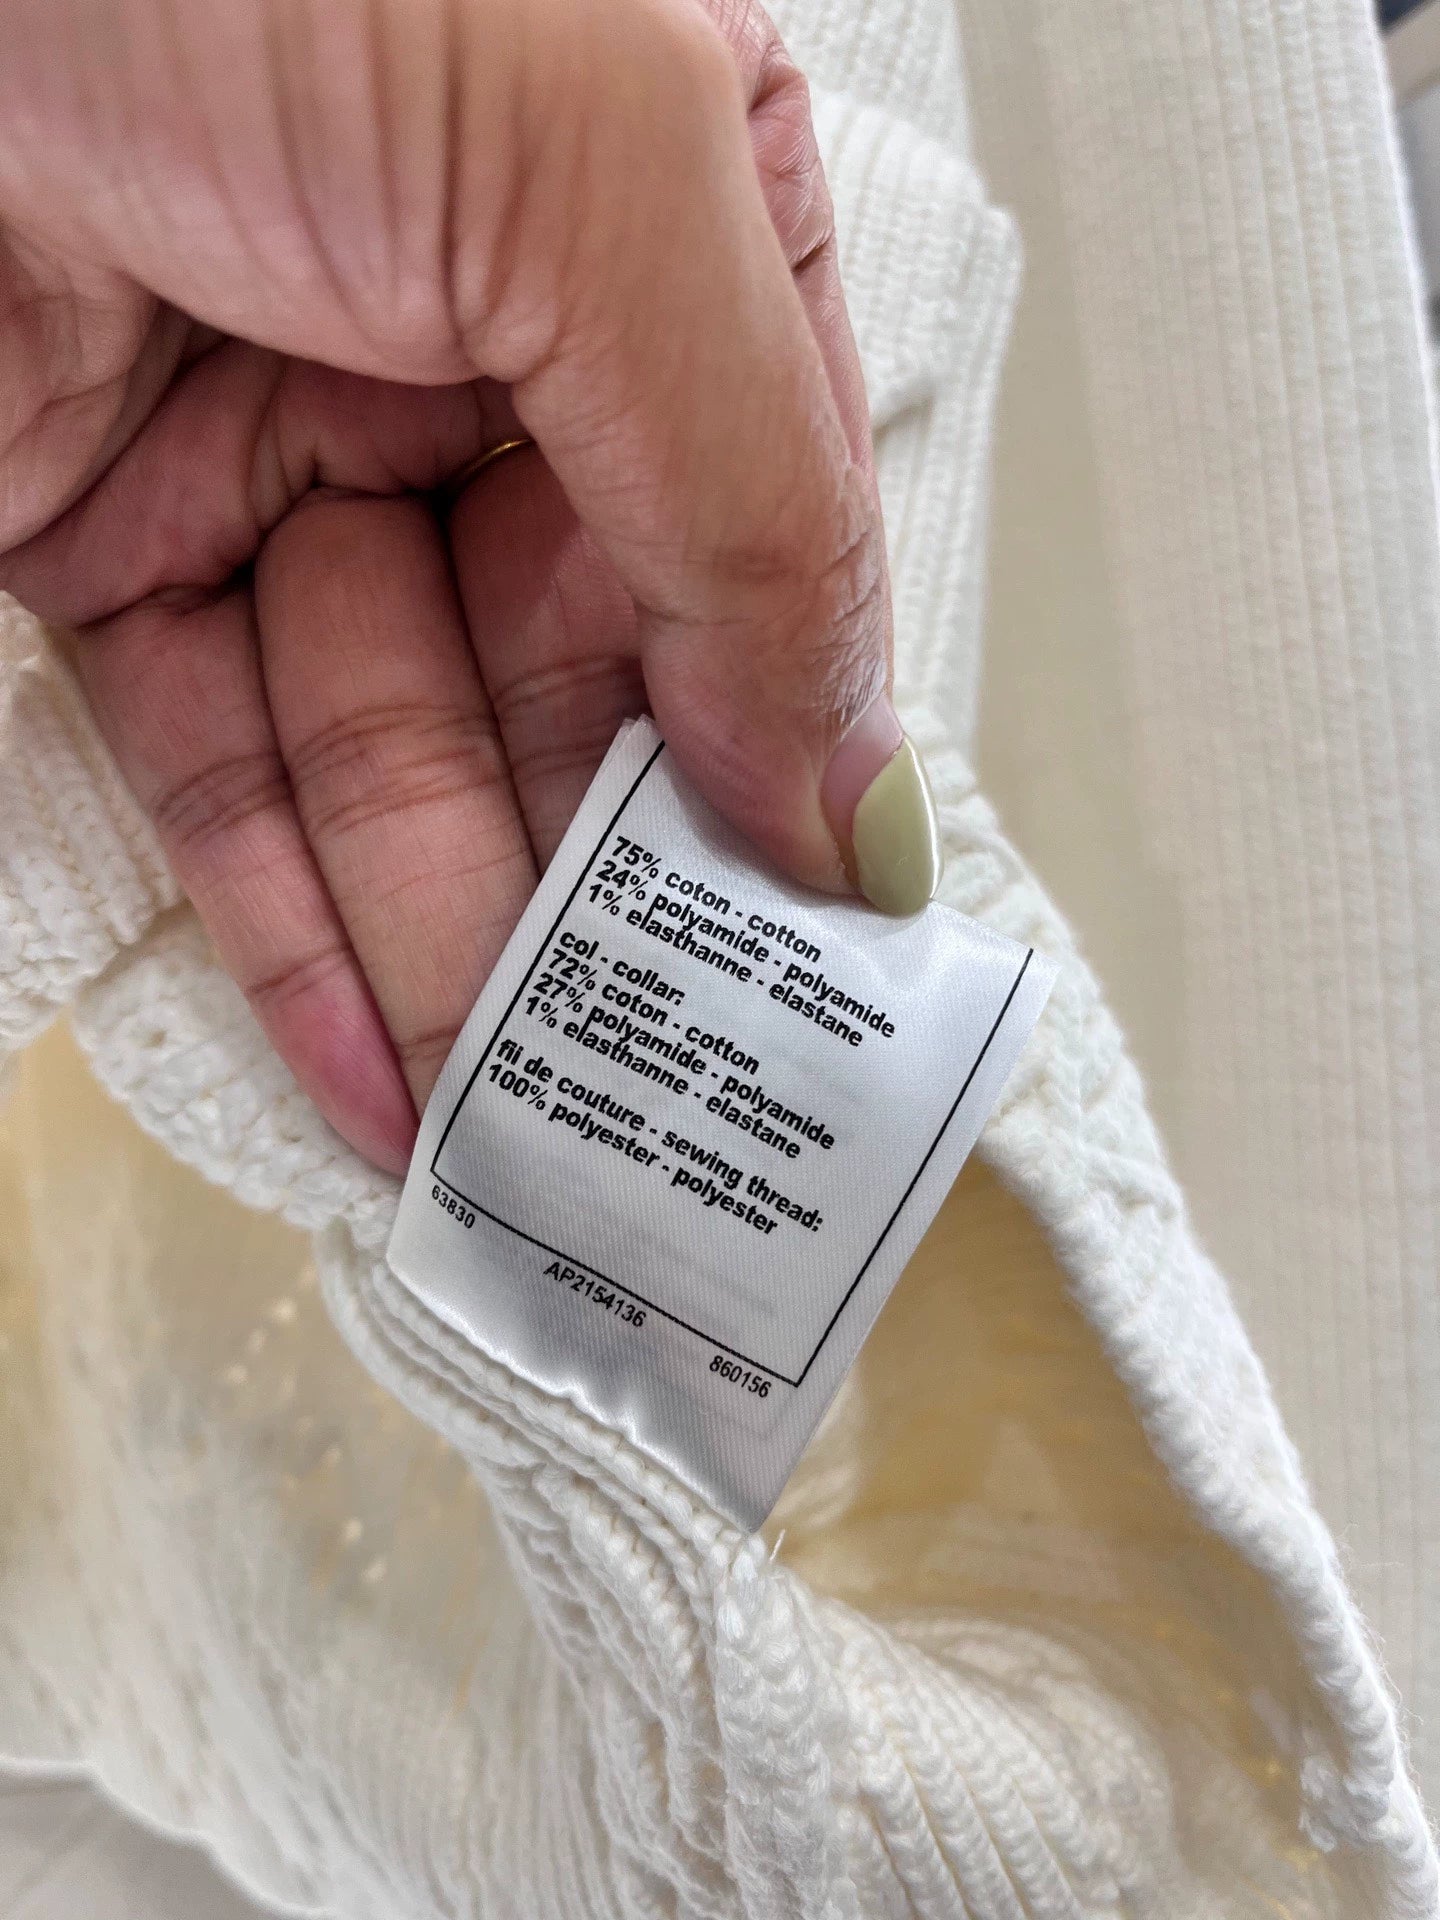 75% coton - cotton
24% polyamide - polyamide
1% elasthanne - elastane
col - collar:
72% coton - cotton
27% polyamide - polyamide
1% elasthanne - elastane
fil de couture - sewing thread:
100% polyester - polyester
63830
AP2154136
860156